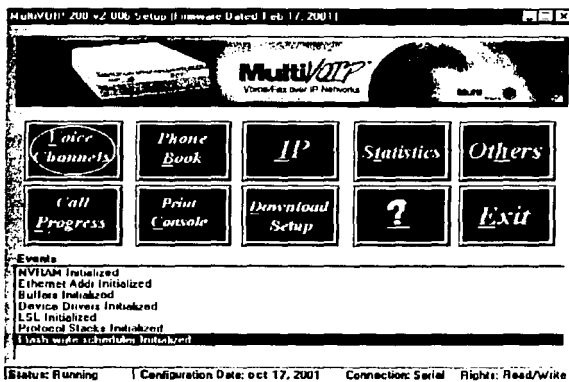 MultiVOIP 200 v2.00b Setup (Firmware Dated Feb 17, 2001)
MultiVOIP
Voice/Fax over IP Networks
Multi
Voice Channels
Phone Book
IP
Statistics
Others
Call Progress
Print Console
Download Setup
?
Exit
Events
NVRAM Initialized
Ethernet Addr Initialized
Buffers Initialized
Device Drivers Initialized
LSL Initialized
Protocol Stacks Initialized
Flash write scheduler Initialized
Status: Running Configuration Date: oct 17, 2001 Connection: Serial Rights: Read/Write